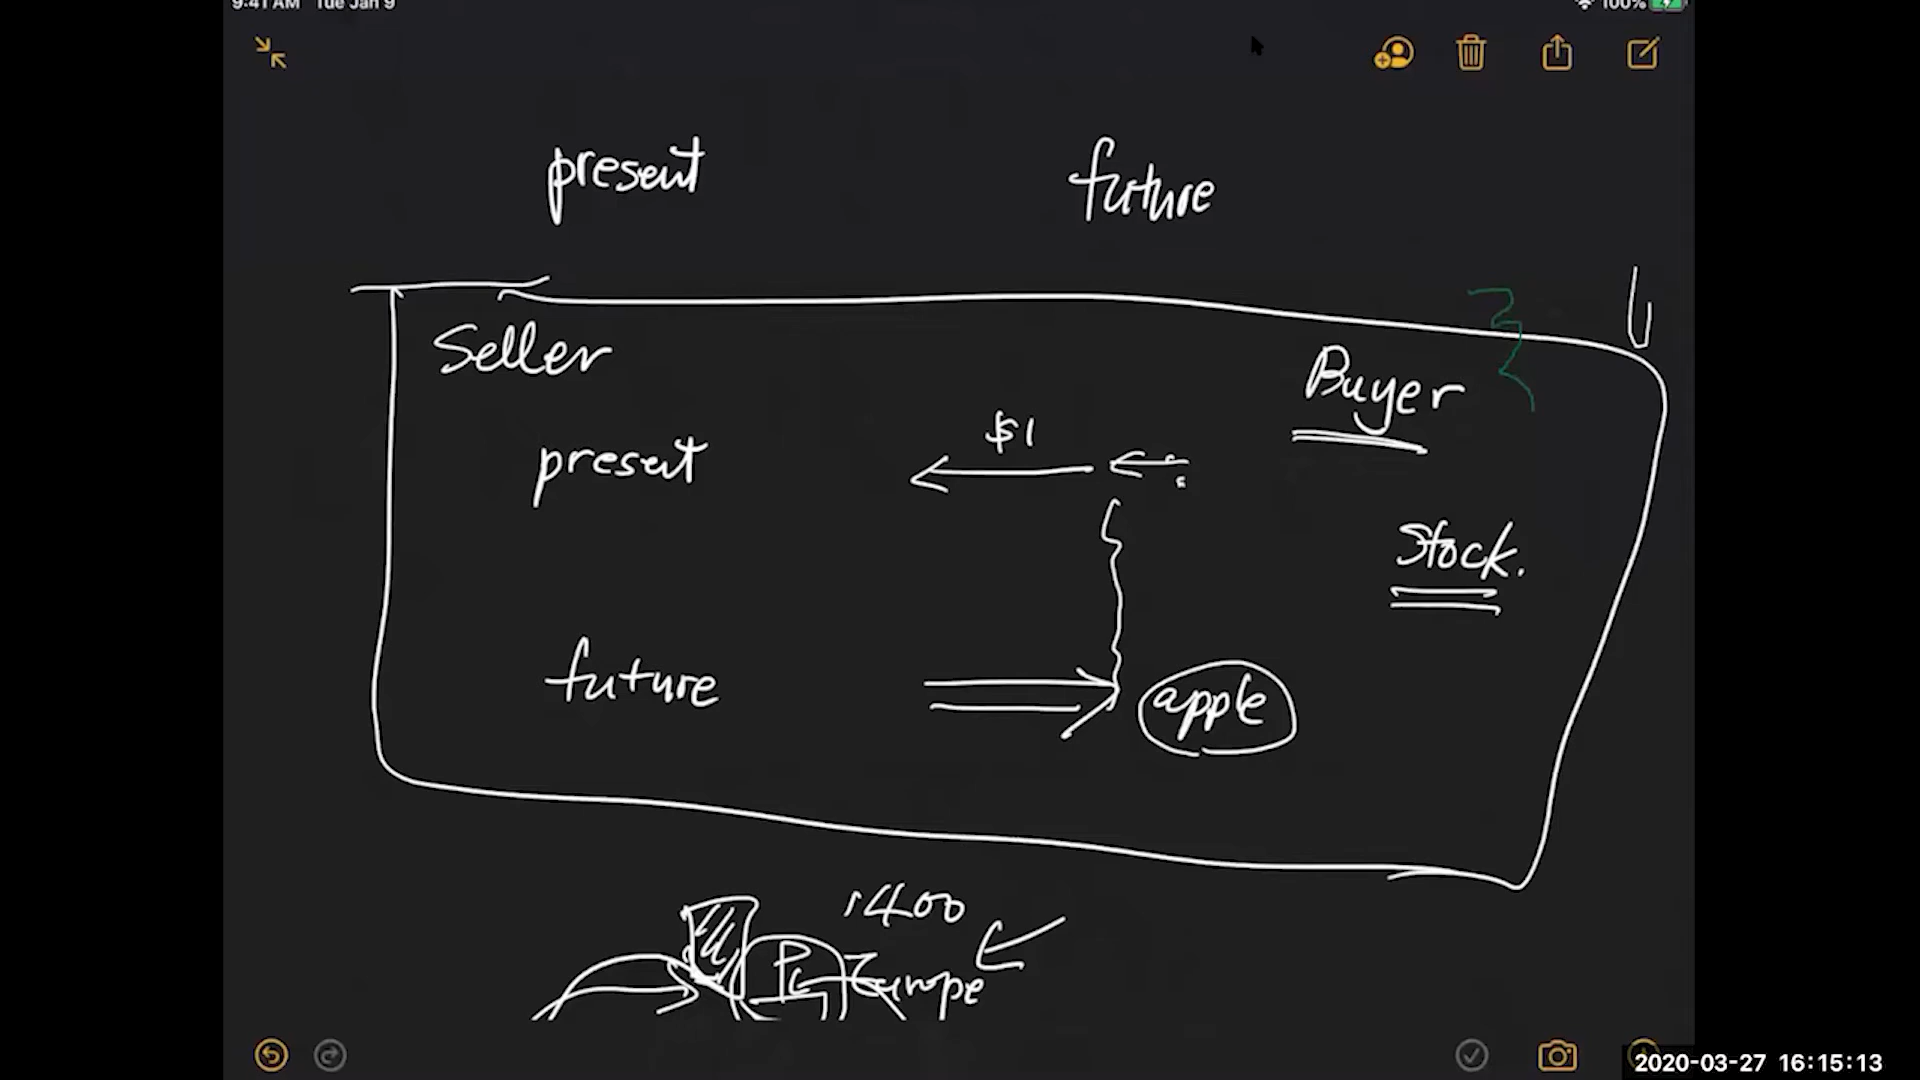 9:41 AM Tue Jan 9
100%
present future
Seller
Buyer
present $1
Stock.
future apple
1400
Europe
2020-03-27 16:15:13